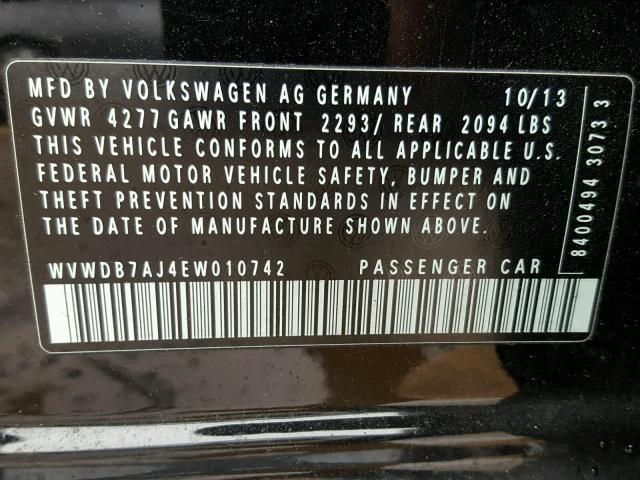 MFD BY VOLKSWAGEN AG GERMANY 10/13
GVWR 4277 GAWR FRONT 2293/ REAR 2094 LBS
THIS VEHICLE CONFORMS TO ALL APPLICABLE U.S.
FEDERAL MOTOR VEHICLE SAFETY, BUMPER AND
THEFT PREVENTION STANDARDS IN EFFECT ON
THE DATE OF MANUFACTURE SHOWN ABOVE.
WVWDB7AJ4EW010742 PASSENGER CAR
8400494 3073 3